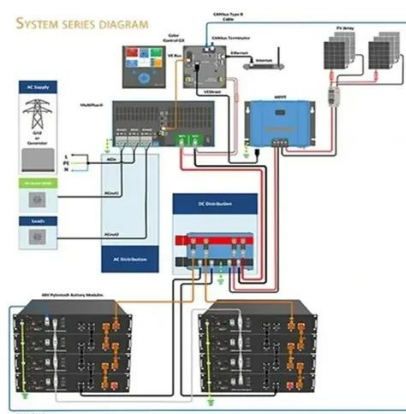 SYSTEM SERIES DIAGRAM
CANbus Type B
Cable
Color
Control GX
CANbus Terminator
VE Bus
Ethernet
Ethernet
PV Array
VE Direct
AC Supply
Grid
or
Generator
MultiPlus-II
MPPT
L
PE
N
ACin
ACout1
Loads
ACout2
AC Distribution
DC Distribution
48V Pylontech Battery Modules